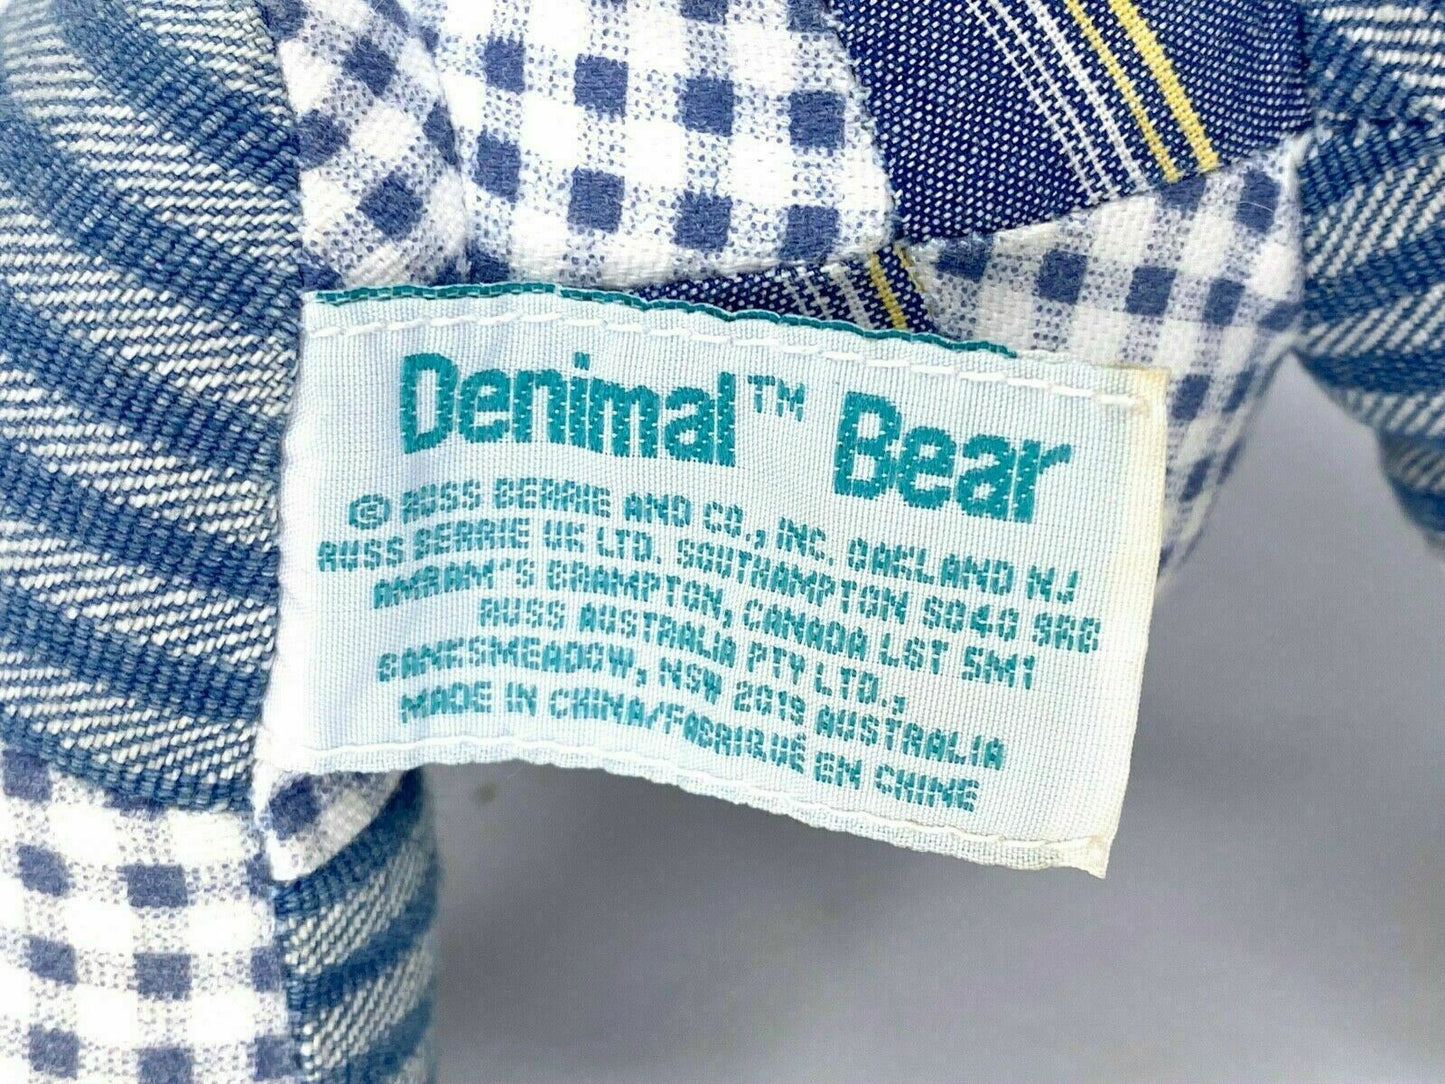 Denimal™ Bear
© RUSS BERRIE AND CO., INC. OAKLAND NJ
RUSS BERRIE UK LTD. SOUTHAMPTON SO40 9RG
AMRAM'S BRAMPTON, CANADA L6T 5M1
RUSS AUSTRALIA PTY LTD.,
BANKSMEADOW, NSW 2019 AUSTRALIA
MADE IN CHINA/FABRIQUÉ EN CHINE